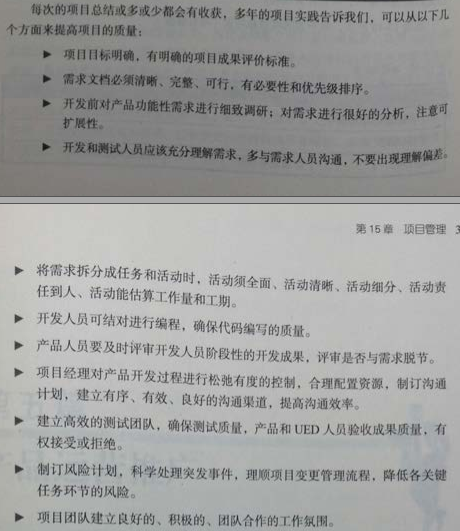 每次的项目总结或多或少都会有收获，多年的项目实践告诉我们，可以从以下几
个方面来提高项目的质量：
▶ 项目目标明确，有明确的项目成果评价标准。
▶ 需求文档必须清晰、完整、可行，有必要性和优先级排序。
▶ 开发前对产品功能性需求进行细致调研；对需求进行很好的分析，注意可
扩展性。
▶ 开发和测试人员应该充分理解需求，多与需求人员沟通，不要出现理解偏差。
第 15 章 项目管理 3
▶ 将需求拆分成任务和活动时，活动须全面、活动清晰、活动细分、活动责
任到人、活动能估算工作量和工期。
▶ 开发人员可结对进行编程，确保代码编写的质量。
▶ 产品人员要及时评审开发人员阶段性的开发成果，评审是否与需求脱节。
▶ 项目经理对产品开发过程进行松弛有度的控制，合理配置资源，制订沟通
计划，建立有序、有效、良好的沟通渠道，提高沟通效率。
▶ 建立高效的测试团队，确保测试质量，产品和 UED 人员验收成果质量，有
权接受或拒绝。
▶ 制订风险计划，科学处理突发事件，理顺项目变更管理流程，降低各关键
任务环节的风险。
▶ 项目团队建立良好的、积极的、团队合作的工作氛围。